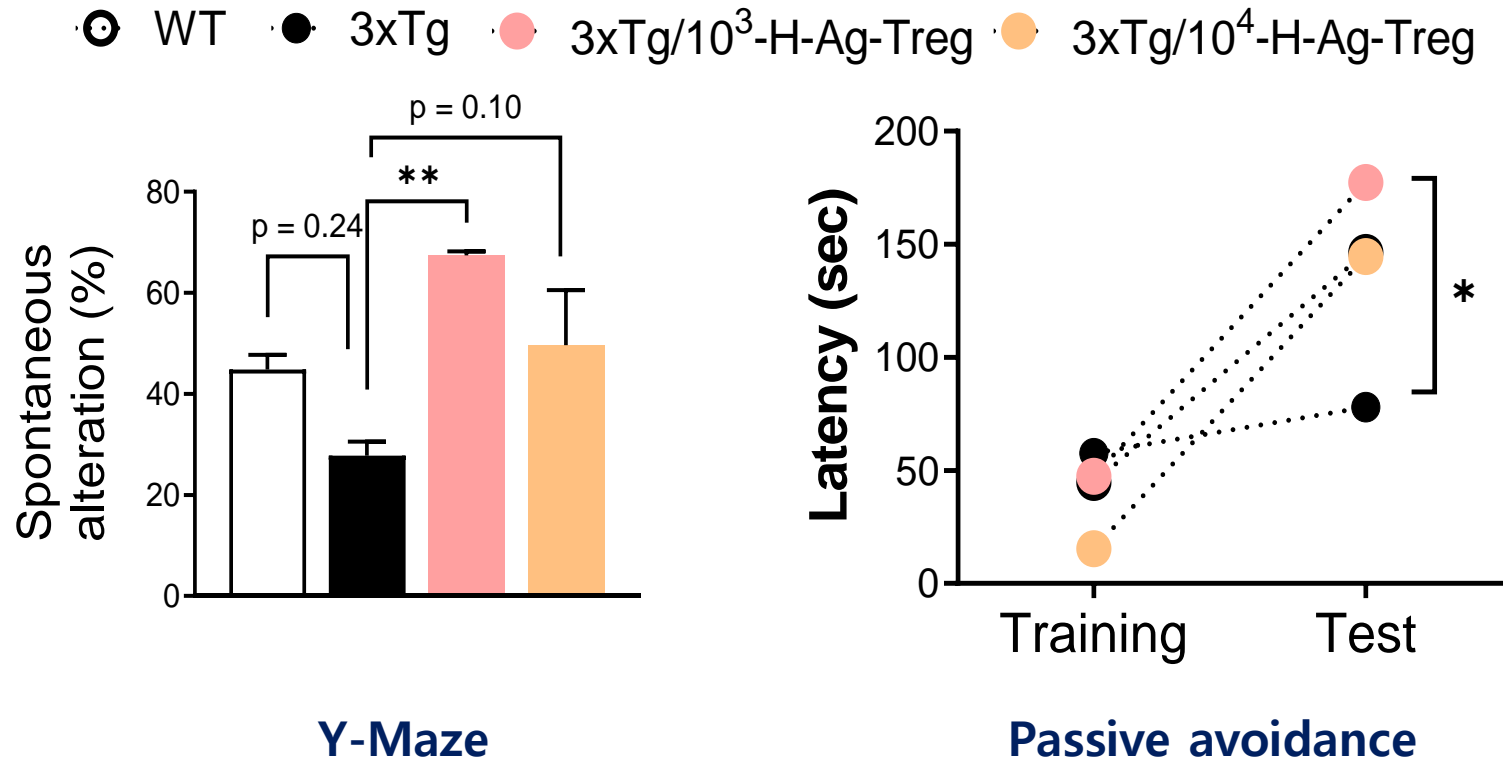 WT 3xTg 3xTg/10³-H-Ag-Treg 3xTg/10⁴-H-Ag-Treg
p = 0.10
**
p = 0.24
80
60
40
20
0
Spontaneous
alteration (%)
Y-Maze
200
150
100
50
0
Latency (sec)
*
Training Test
Passive avoidance